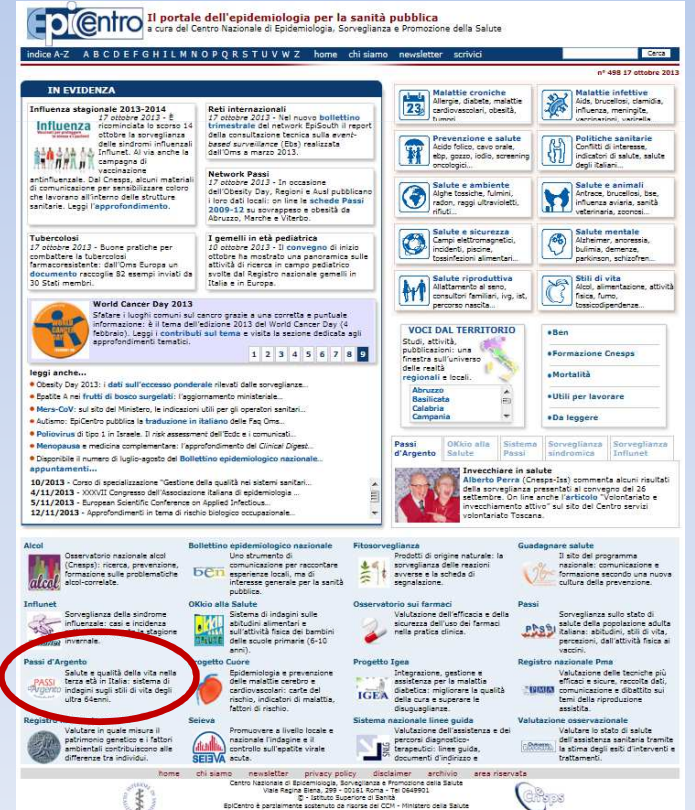 EpiCentro
Il portale dell'epidemiologia per la sanità pubblica
a cura del Centro Nazionale di Epidemiologia, Sorveglianza e Promozione della Salute
indice A-Z A B C D E F G H I L M N O P Q R S T U V W Z home chi siamo newsletter scrivici Cerca
n° 498 17 ottobre 2013
IN EVIDENZA
Influenza stagionale 2013-2014
Influenza
17 ottobre 2013 - È
ricominciata lo scorso 14
ottobre la sorveglianza
delle sindromi influenzali
Influnet. Al via anche la
campagna di
vaccinazione
antinfluenzale. Dal Cnesps, alcuni materiali
di comunicazione per sensibilizzare coloro
che lavorano all'interno delle strutture
sanitarie. Leggi l'approfondimento.
Reti internazionali
17 ottobre 2013 - Nel nuovo bollettino
trimestrale del network EpiSouth il report
della consultazione tecnica sulla event-
based surveillance (Ebs) realizzata
dall'Oms a marzo 2013.
Network Passi
17 ottobre 2013 - In occasione
dell'Obesity Day, Regioni e Asul pubblicano
i loro dati locali: on line le schede Passi
2009-12 su sovrappeso e obesità da
Abruzzo, Marche e Viterbo.
Tubercolosi
17 ottobre 2013 - Buone pratiche per
combattere la tubercolosi
farmacoresistente: dall'Oms Europa un
documento raccoglie 82 esempi inviati da
30 Stati membri.
I gemelli in età pediatrica
10 ottobre 2013 - Il convegno di inizio
ottobre ha mostrato una panoramica sulle
attività di ricerca in campo pediatrico
svolte dal Registro nazionale gemelli in
Italia e in Europa.
World Cancer Day 2013
Sfatare i luoghi comuni sul cancro grazie a una corretta e puntuale
informazione: è il tema dell'edizione 2013 del World Cancer Day (4
febbraio). Leggi i contributi sul tema e visita la sezione dedicata agli
approfondimenti tematici.
1 2 3 4 5 6 7 8 9
leggi anche...
Obesity Day 2013: i dati sull'eccesso ponderale rilevati dalle sorveglianze...
Epatite A nei frutti di bosco surgelati: l'aggiornamento ministeriale...
Mers-CoV: sul sito del Ministero, le indicazioni utili per gli operatori sanitari...
Autismo: EpiCentro pubblica la traduzione in italiano delle Faq Oms...
Poliovirus di tipo 1 in Israele. Il risk assessment dell'Ecdc e i comunicati...
Menopausa e medicina complementare: l'approfondimento del Clinical Digest...
Disponibile il numero di luglio-agosto del Bollettino epidemiologico nazionale...
appuntamenti...
10/2013 - Corso di specializzazione "Gestione della qualità nei sistemi sanitari...
4/11/2013 - XXXVII Congresso dell'Associazione italiana di epidemiologia ...
5/11/2013 - European Scientific Conference on Applied Infectious...
12/11/2013 - Approfondimenti in tema di rischio biologico occupazionale...
Malattie croniche
Allergie, diabete, malattie
cardiovascolari, obesità,
tumori
Malattie infettive
Aids, brucellosi, clamidia,
influenza, meningite,
vaccinazioni, varicella
Prevenzione e salute
Acido folico, cavo orale,
ebp, gozzo, iodio, screening
oncologici...
Politiche sanitarie
Conflitti di interesse,
indicatori di salute, salute
degli italiani...
Salute e ambiente
Alghe tossiche, fulmini,
radon, raggi ultravioletti,
rifiuti...
Salute e animali
Antrace, brucellosi, bse,
influenza aviaria, sanità
veterinaria, zoonosi...
Salute e sicurezza
Campi elettromagnetici,
incidenti, piscine,
tossinfezioni alimentari...
Salute mentale
Alzheimer, anoressia,
bulimia, demenze,
parkinson, schizofren...
Salute riproduttiva
Allattamento al seno,
consultori familiari, ivg, ist,
percorso nascita...
Stili di vita
Alcol, alimentazione, attività
fisica, fumo,
tossicodipendenze...
VOCI DAL TERRITORIO
Studi, attività,
pubblicazioni: una
finestra sull'universo
delle realtà
regionali e locali.
Abruzzo
Basilicata
Calabria
Campania
Ben
Formazione Cnesps
Mortalità
Utili per lavorare
Da leggere
Passi d'Argento
OKkio alla Salute
Sistema Passi
Sorveglianza sindromica
Sorveglianza Influnet
Invecchiare in salute
Alberto Perra (Cnesps-Iss) commenta alcuni risultati
della sorveglianza presentati al convegno del 26
settembre. On line anche l'articolo "Volontariato e
invecchiamento attivo" sul sito del Centro servizi
volontariato Toscana.
Alcol
alcol
Osservatorio nazionale alcol
(Cnesps): ricerca, prevenzione,
formazione sulle problematiche
alcol-correlate.
Bollettino epidemiologico nazionale
ben
Uno strumento di
comunicazione per raccontare
esperienze locali, ma di
interesse generale per la sanità
pubblica.
Fitosorveglianza
Prodotti di origine naturale: la
sorveglianza delle reazioni
avverse e la scheda di
segnalazione.
Guadagnare salute
Il sito del programma
nazionale: comunicazione e
formazione secondo una nuova
cultura della prevenzione.
Influnet
Sorveglianza della sindrome
influenzale: casi e incidenza
la stagione
invernale.
OKkio alla Salute
Sistema di indagini sulle
abitudini alimentari e
sull'attività fisica dei bambini
delle scuole primarie (6-10
anni).
Osservatorio sui farmaci
Valutazione dell'efficacia e della
sicurezza dell'uso dei farmaci
nella pratica clinica.
Passi
PASSI
Sorveglianza sullo stato di
salute della popolazione adulta
italiana: abitudini, stili di vita,
percezioni, dall'attività fisica ai
vaccini.
Passi d'Argento
PASSI
d'Argento
Salute e qualità della vita nella
terza età in Italia: sistema di
indagini sugli stili di vita degli
ultra 64enni.
Progetto Cuore
Epidemiologia e prevenzione
delle malattie cerebro e
cardiovascolari: carte del
rischio, indicatori di malattia,
fattori di rischio.
Progetto Igea
IGEA
Integrazione, gestione e
assistenza per la malattia
diabetica: migliorare la qualità
della cura e superare le
disuguaglianze.
Registro nazionale Pma
Valutazione delle tecniche più
efficaci e sicure, raccolta dati,
comunicazione e dibattito sui
temi della riproduzione
assistita.
Registro
Valutare in quale misura il
patrimonio genetico e i fattori
ambientali contribuiscono alle
differenze tra individui.
Seieva
SEIEVA
Promuovere a livello locale e
nazionale l'indagine e il
controllo sull'epatite virale
acuta.
Sistema nazionale linee guida
SNLG
Valutazione dell'assistenza e dei
percorsi diagnostico-
terapeutici: linee guida,
documenti d'indirizzo e
Valutazione osservazionale
Valutare lo stato di salute
dell'assistenza sanitaria tramite
la stima degli esiti d'interventi e
trattamenti.
home chi siamo newsletter privacy policy disclaimer archivio area riservata
Centro Nazionale di Epidemiologia, Sorveglianza e Promozione della Salute
Viale Regina Elena, 299 - 00161 Roma - Tel 0649901
© - Istituto Superiore di Sanità
EpiCentro è parzialmente sostenuto da risorse del CCM - Ministero della Salute
Cnesps